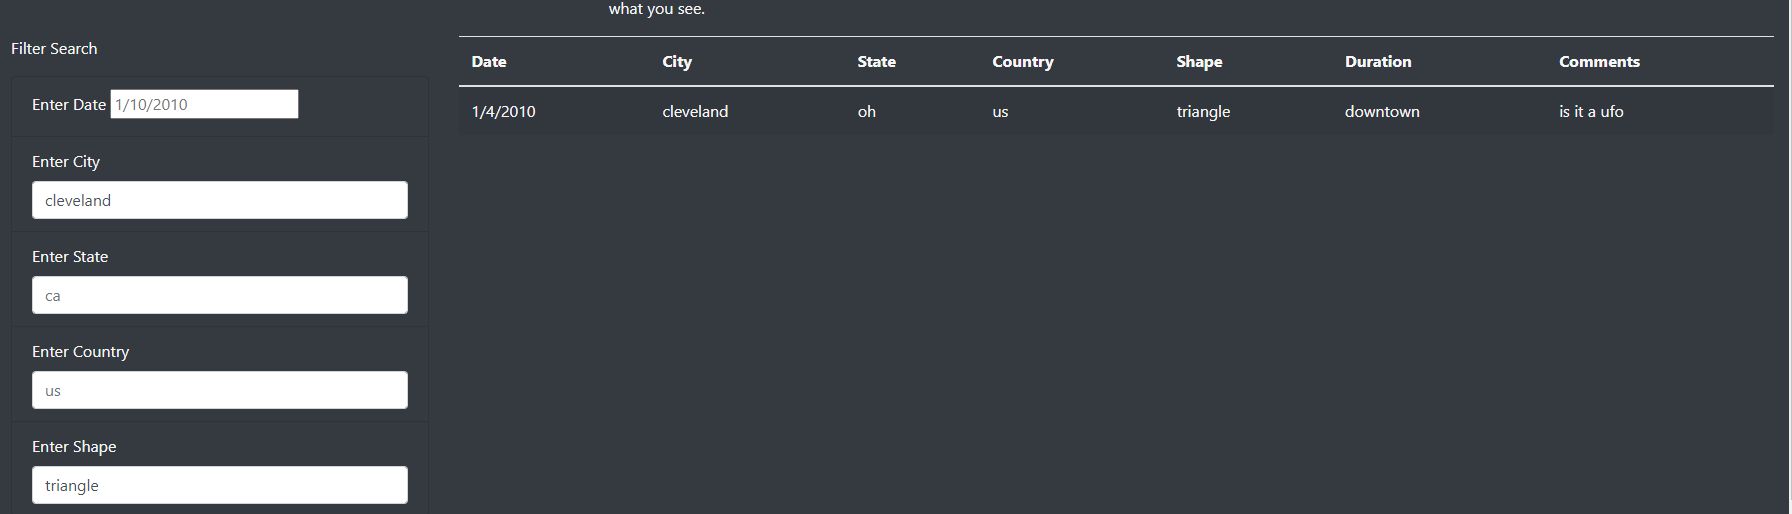 what you see.
Filter Search
Enter Date 1/10/2010
Enter City
cleveland
Enter State
ca
Enter Country
us
Enter Shape
triangle
Date City State Country Shape Duration Comments
1/4/2010 cleveland oh us triangle downtown is it a ufo